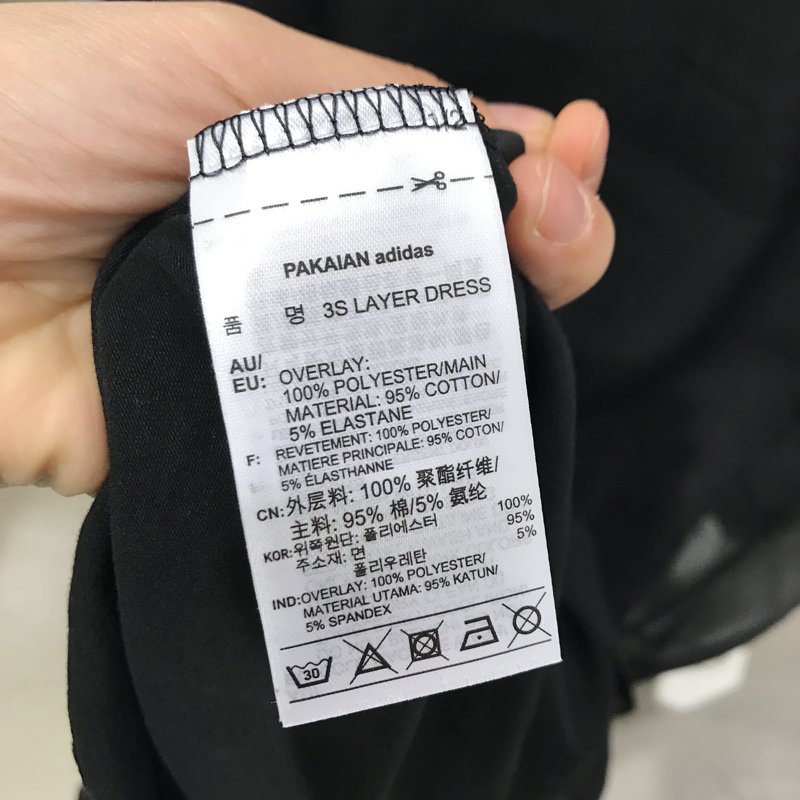 1/2
PAKAIAN adidas
품 명 3S LAYER DRESS
AU/
EU: OVERLAY:
100% POLYESTER/MAIN
MATERIAL: 95% COTTON/
5% ELASTANE
F: REVETEMENT: 100% POLYESTER/
MATIERE PRINCIPALE: 95% COTON/
5% ÉLASTHANNE
CN: 外层料: 100% 聚酯纤维/
主料: 95% 棉/5% 氨纶
KOR: 위쪽원단: 폴리에스터 100%
주소재: 면 95%
폴리우레탄 5%
IND: OVERLAY: 100% POLYESTER/
MATERIAL UTAMA: 95% KATUN/
5% SPANDEX
30